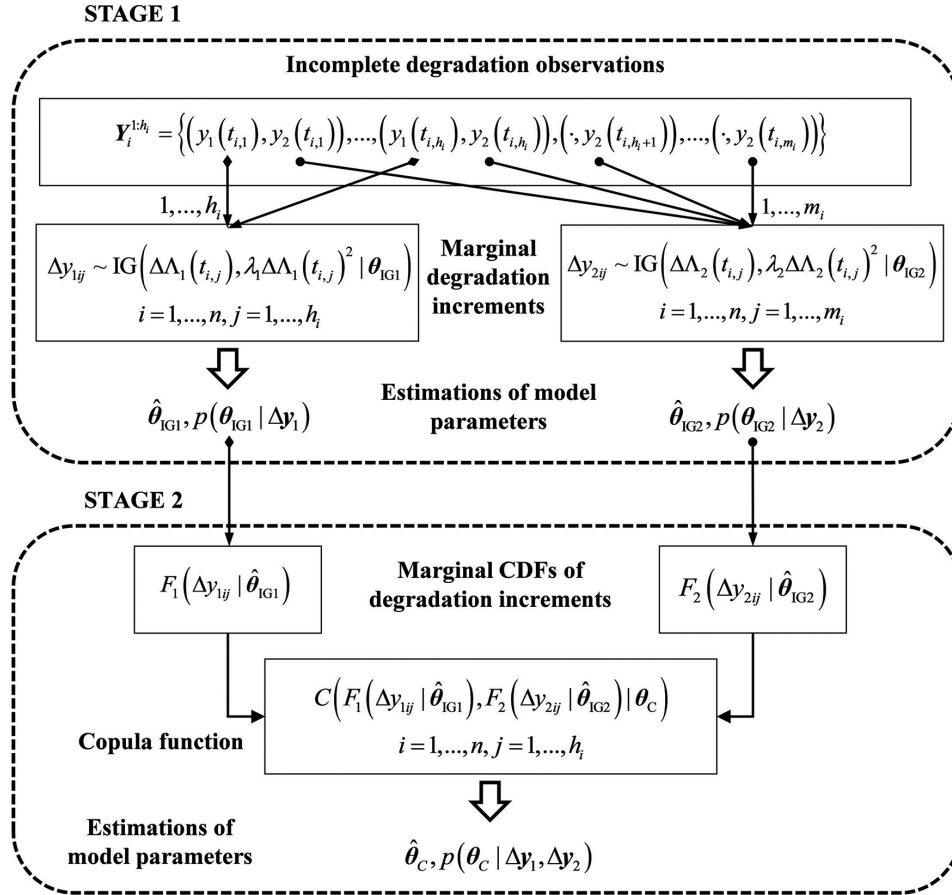 STAGE 1
Incomplete degradation observations
Y_i^{1:h_i} = {(y_1(t_{i,1}), y_2(t_{i,1})),...,(y_1(t_{i,h_i}), y_2(t_{i,h_i})),(·, y_2(t_{i,h_i+1})),...,(·, y_2(t_{i,m_i}))}
1,...,h_i
1,...,m_i
Δy_{1ij} ~ IG(ΔΛ_1(t_{i,j}), λ_1ΔΛ_1(t_{i,j})^2 | θ_{IG1})
i = 1,...,n, j = 1,...,h_i
Marginal
degradation
increments
Δy_{2ij} ~ IG(ΔΛ_2(t_{i,j}), λ_2ΔΛ_2(t_{i,j})^2 | θ_{IG2})
i = 1,...,n, j = 1,...,m_i
Estimations of model
parameters
θ̂_{IG1}, p(θ_{IG1} | Δy_1)
θ̂_{IG2}, p(θ_{IG2} | Δy_2)
STAGE 2
F_1(Δy_{1ij} | θ̂_{IG1})
Marginal CDFs of
degradation increments
F_2(Δy_{2ij} | θ̂_{IG2})
C(F_1(Δy_{1ij} | θ̂_{IG1}), F_2(Δy_{2ij} | θ̂_{IG2}) | θ_C)
i = 1,...,n, j = 1,...,h_i
Copula function
Estimations of
model parameters
θ̂_C, p(θ_C | Δy_1, Δy_2)